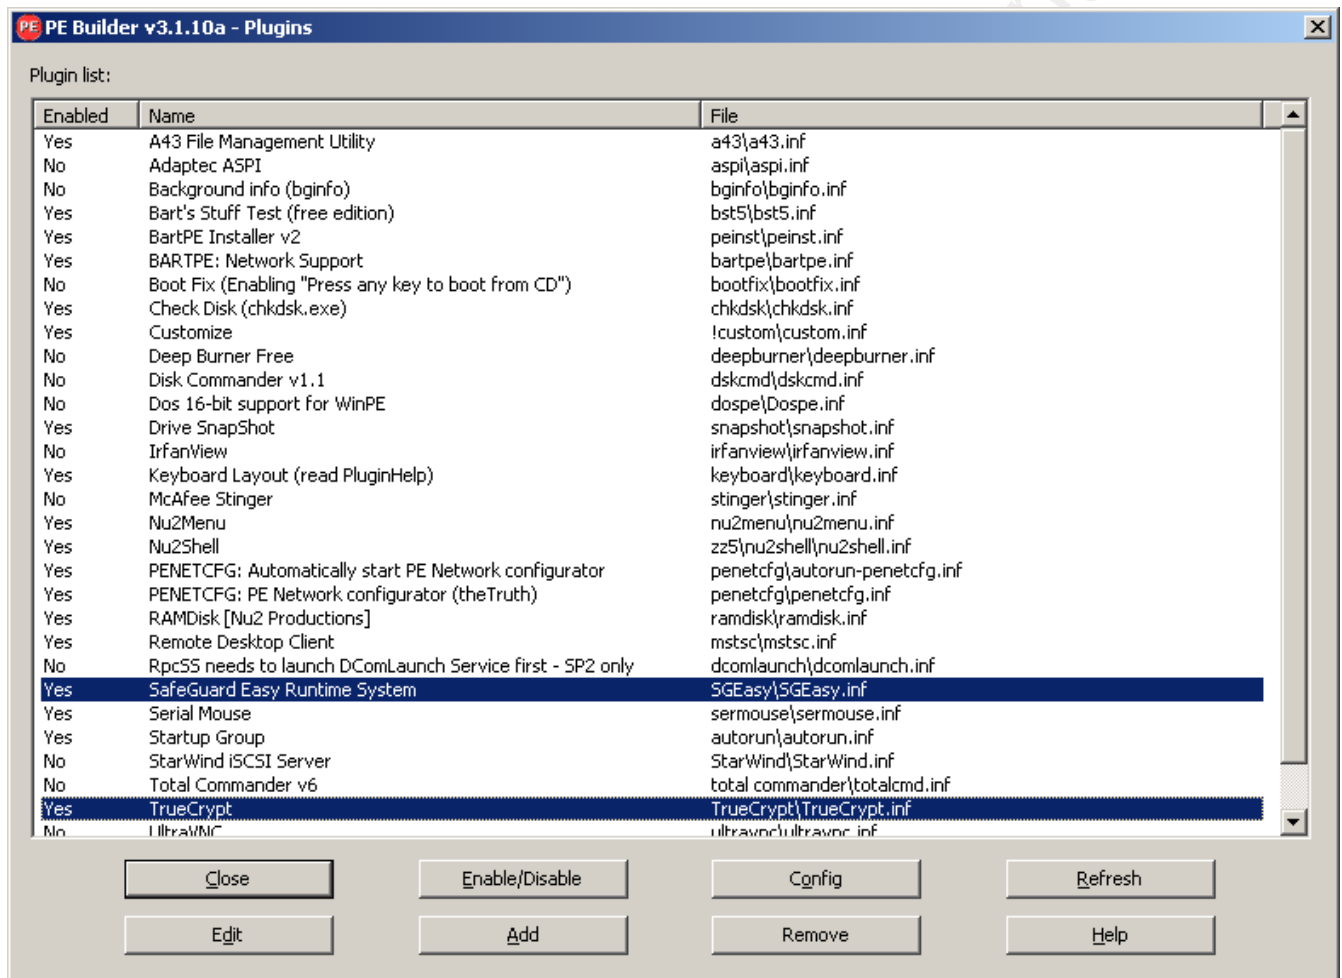 PE PE Builder v3.1.10a - Plugins
Plugin list:
Enabled Name File
Yes A43 File Management Utility a43\a43.inf
No Adaptec ASPI aspi\aspi.inf
No Background info (bginfo) bginfo\bginfo.inf
Yes Bart's Stuff Test (free edition) bst5\bst5.inf
Yes BartPE Installer v2 peinst\peinst.inf
Yes BARTPE: Network Support bartpe\bartpe.inf
No Boot Fix (Enabling "Press any key to boot from CD") bootfix\bootfix.inf
Yes Check Disk (chkdsk.exe) chkdsk\chkdsk.inf
Yes Customize !custom\custom.inf
No Deep Burner Free deepburner\deepburner.inf
No Disk Commander v1.1 dskcmd\dskcmd.inf
No Dos 16-bit support for WinPE dospe\Dospe.inf
Yes Drive SnapShot snapshot\snapshot.inf
No IrfanView irfanview\irfanview.inf
Yes Keyboard Layout (read PluginHelp) keyboard\keyboard.inf
No McAfee Stinger stinger\stinger.inf
Yes Nu2Menu nu2menu\nu2menu.inf
Yes Nu2Shell zz5\nu2shell\nu2shell.inf
Yes PENETCFG: Automatically start PE Network configurator penetcfg\autorun-penetcfg.inf
Yes PENETCFG: PE Network configurator (theTruth) penetcfg\penetcfg.inf
Yes RAMDisk [Nu2 Productions] ramdisk\ramdisk.inf
Yes Remote Desktop Client mstsc\mstsc.inf
No RpcSS needs to launch DComLaunch Service first - SP2 only dcomlaunch\dcomlaunch.inf
Yes SafeGuard Easy Runtime System SGEasy\SGEasy.inf
Yes Serial Mouse sermouse\sermouse.inf
Yes Startup Group autorun\autorun.inf
No StarWind iSCSI Server StarWind\StarWind.inf
No Total Commander v6 total commander\totalcmd.inf
Yes TrueCrypt TrueCrypt\TrueCrypt.inf
No UltraVNC ultravnc\ultravnc.inf
Close Enable/Disable Config Refresh
Edit Add Remove Help